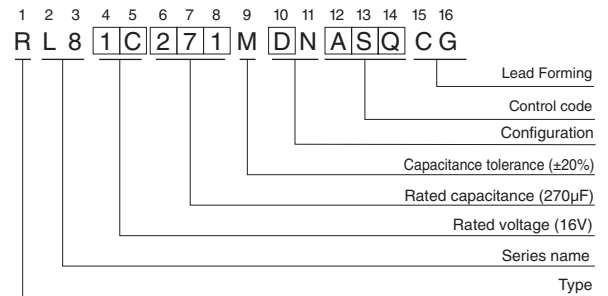 1 2 3 4 5 6 7 8 9 10 11 12 13 14 15 16
R L 8 1 C 2 7 1 M D N A S Q C G
Lead Forming
Control code
Configuration
Capacitance tolerance (±20%)
Rated capacitance (270µF)
Rated voltage (16V)
Series name
Type